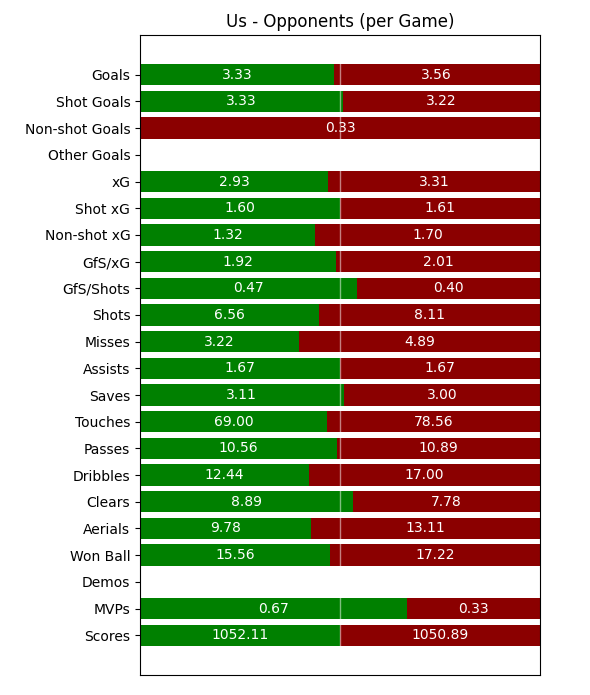 Us - Opponents (per Game)
Goals 3.33 3.56
Shot Goals 3.33 3.22
Non-shot Goals 0.33
Other Goals
xG 2.93 3.31
Shot xG 1.60 1.61
Non-shot xG 1.32 1.70
GfS/xG 1.92 2.01
GfS/Shots 0.47 0.40
Shots 6.56 8.11
Misses 3.22 4.89
Assists 1.67 1.67
Saves 3.11 3.00
Touches 69.00 78.56
Passes 10.56 10.89
Dribbles 12.44 17.00
Clears 8.89 7.78
Aerials 9.78 13.11
Won Ball 15.56 17.22
Demos
MVPs 0.67 0.33
Scores 1052.11 1050.89